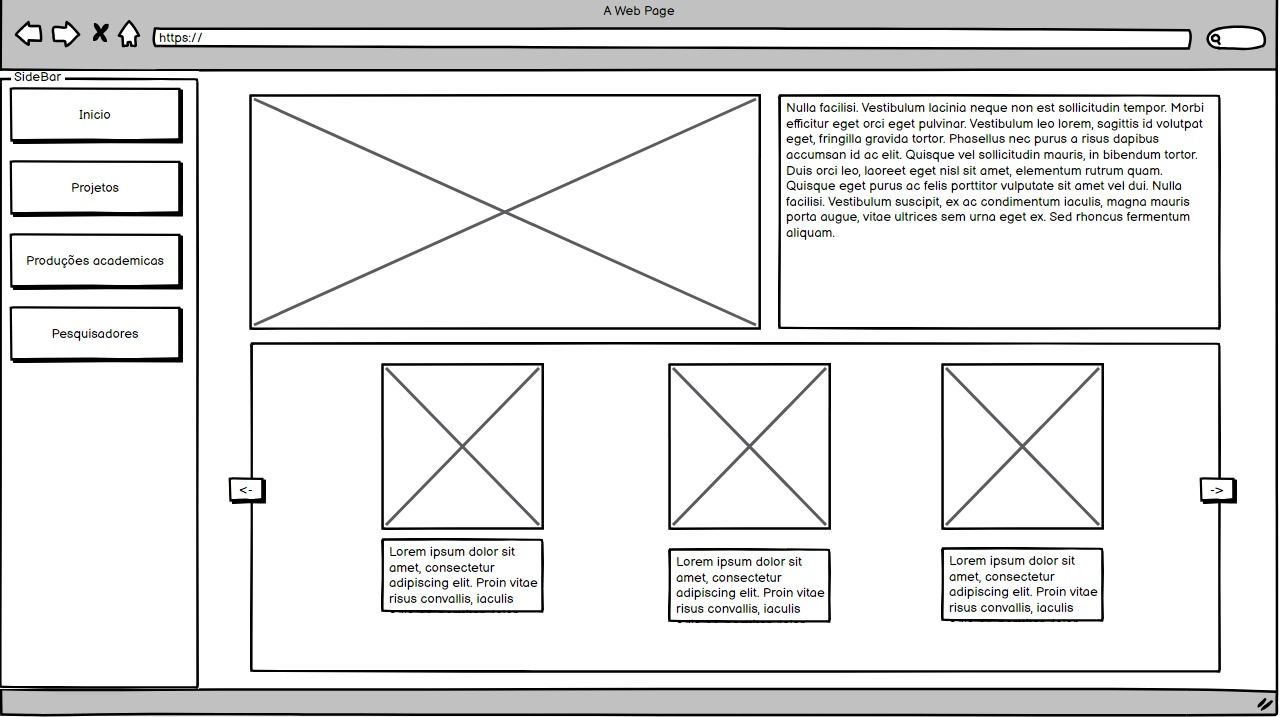 A Web Page
https://
SideBar
Inicio
Projetos
Produções academicas
Pesquisadores
Nulla facilisi. Vestibulum lacinia neque non est sollicitudin tempor. Morbi
efficitur eget orci eget pulvinar. Vestibulum leo lorem, sagittis id volutpat
eget, fringilla gravida tortor. Phasellus nec purus a risus dapibus
accumsan id ac elit. Quisque vel sollicitudin mauris, in bibendum tortor.
Duis orci leo, laoreet eget nisl sit amet, elementum rutrum quam.
Quisque eget purus ac felis porttitor vulputate sit amet vel dui. Nulla
facilisi. Vestibulum suscipit, ex ac condimentum iaculis, magna mauris
porta augue, vitae ultrices sem urna eget ex. Sed rhoncus fermentum
aliquam.
<-
->
Lorem ipsum dolor sit
amet, consectetur
adipiscing elit. Proin vitae
risus convallis, iaculis
Lorem ipsum dolor sit
amet, consectetur
adipiscing elit. Proin vitae
risus convallis, iaculis
Lorem ipsum dolor sit
amet, consectetur
adipiscing elit. Proin vitae
risus convallis, iaculis